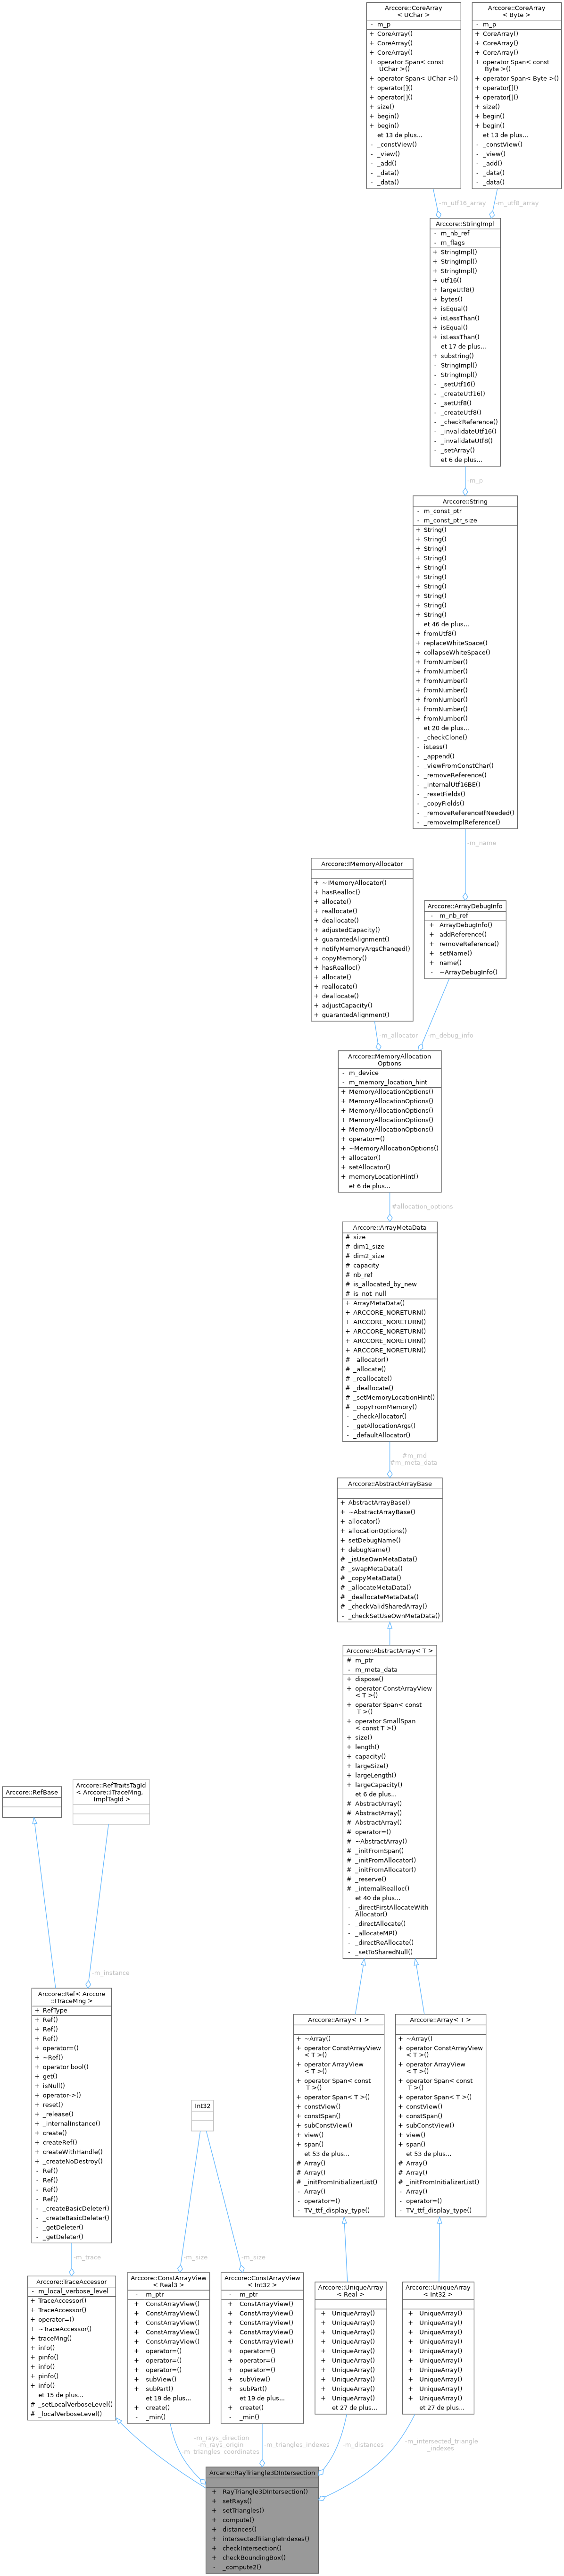 Arccore::CoreArray
< UChar >
- m_p
+ CoreArray()
+ CoreArray()
+ CoreArray()
+ operator Span< const
UChar >()
+ operator Span< UChar >()
+ operator[]()
+ operator[]()
+ size()
+ begin()
+ begin()
et 13 de plus...
- _constView()
- _view()
- _add()
- _data()
- _data()
Arccore::CoreArray
< Byte >
- m_p
+ CoreArray()
+ CoreArray()
+ CoreArray()
+ operator Span< const
Byte >()
+ operator Span< Byte >()
+ operator[]()
+ operator[]()
+ size()
+ begin()
+ begin()
et 13 de plus...
- _constView()
- _view()
- _add()
- _data()
- _data()
-m_utf16_array
-m_utf8_array
Arccore::StringImpl
- m_nb_ref
- m_flags
+ StringImpl()
+ StringImpl()
+ StringImpl()
+ utf16()
+ largeUtf8()
+ bytes()
+ isEqual()
+ isLessThan()
+ isEqual()
+ isLessThan()
et 17 de plus...
+ substring()
- StringImpl()
- StringImpl()
- _setUtf16()
- _createUtf16()
- _setUtf8()
- _createUtf8()
- _checkReference()
- _invalidateUtf16()
- _invalidateUtf8()
- _setArray()
et 6 de plus...
-m_p
Arccore::String
- m_const_ptr
- m_const_ptr_size
+ String()
+ String()
+ String()
+ String()
+ String()
+ String()
+ String()
+ String()
+ String()
+ String()
et 46 de plus...
+ fromUtf8()
+ replaceWhiteSpace()
+ collapseWhiteSpace()
+ fromNumber()
+ fromNumber()
+ fromNumber()
+ fromNumber()
+ fromNumber()
+ fromNumber()
+ fromNumber()
et 20 de plus...
- _checkClone()
- isLess()
- _append()
- _viewFromConstChar()
- _removeReference()
- _internalUtf16BE()
- _resetFields()
- _copyFields()
- _removeReferenceIfNeeded()
- _removeImplReference()
-m_name
Arccore::IMemoryAllocator
+ ~IMemoryAllocator()
+ hasRealloc()
+ allocate()
+ reallocate()
+ deallocate()
+ adjustedCapacity()
+ guarantedAlignment()
+ notifyMemoryArgsChanged()
+ copyMemory()
+ hasRealloc()
+ allocate()
+ reallocate()
+ deallocate()
+ adjustCapacity()
+ guarantedAlignment()
Arccore::ArrayDebugInfo
- m_nb_ref
+ ArrayDebugInfo()
+ addReference()
+ removeReference()
+ setName()
+ name()
- ~ArrayDebugInfo()
-m_allocator
-m_debug_info
Arccore::MemoryAllocation
Options
- m_device
- m_memory_location_hint
+ MemoryAllocationOptions()
+ MemoryAllocationOptions()
+ MemoryAllocationOptions()
+ MemoryAllocationOptions()
+ MemoryAllocationOptions()
+ operator=()
+ ~MemoryAllocationOptions()
+ allocator()
+ setAllocator()
+ memoryLocationHint()
et 6 de plus...
#allocation_options
Arccore::ArrayMetaData
# size
# dim1_size
# dim2_size
# capacity
# nb_ref
# is_allocated_by_new
# is_not_null
+ ArrayMetaData()
+ ARCCORE_NORETURN()
+ ARCCORE_NORETURN()
+ ARCCORE_NORETURN()
+ ARCCORE_NORETURN()
+ ARCCORE_NORETURN()
# _allocator()
# _allocate()
# _reallocate()
# _deallocate()
# _setMemoryLocationHint()
# _copyFromMemory()
- _checkAllocator()
- _getAllocationArgs()
- _defaultAllocator()
#m_md
#m_meta_data
Arccore::AbstractArrayBase
+ AbstractArrayBase()
+ ~AbstractArrayBase()
+ allocator()
+ allocationOptions()
+ setDebugName()
+ debugName()
# _isUseOwnMetaData()
# _swapMetaData()
# _copyMetaData()
# _allocateMetaData()
# _deallocateMetaData()
# _checkValidSharedArray()
- _checkSetUseOwnMetaData()
Arccore::AbstractArray< T >
# m_ptr
- m_meta_data
+ dispose()
+ operator ConstArrayView
< T >()
+ operator Span< const
T >()
+ operator SmallSpan
< const T >()
+ size()
+ length()
+ capacity()
+ largeSize()
+ largeLength()
+ largeCapacity()
et 6 de plus...
# AbstractArray()
# AbstractArray()
# AbstractArray()
# operator=()
# ~AbstractArray()
# _initFromSpan()
# _initFromAllocator()
# _initFromAllocator()
# _reserve()
# _internalRealloc()
et 40 de plus...
- _directFirstAllocateWith
Allocator()
- _directAllocate()
- _allocateMP()
- _directReAllocate()
- _setToSharedNull()
Arccore::RefBase
Arccore::RefTraitsTagId
< Arccore::ITraceMng,
ImplTagId >
-m_instance
Arccore::Ref< Arccore
::ITraceMng >
+ RefType
+ Ref()
+ Ref()
+ Ref()
+ operator=()
+ ~Ref()
+ operator bool()
+ get()
+ isNull()
+ operator->()
+ reset()
+ _release()
+ _internalInstance()
+ create()
+ createRef()
+ createWithHandle()
+ _createNoDestroy()
- Ref()
- Ref()
- Ref()
- Ref()
- _createBasicDeleter()
- _createBasicDeleter()
- _getDeleter()
- _getDeleter()
Int32
Arccore::Array< T >
+ ~Array()
+ operator ConstArrayView
< T >()
+ operator ArrayView
< T >()
+ operator Span< const
T >()
+ operator Span< T >()
+ constView()
+ constSpan()
+ subConstView()
+ view()
+ span()
et 53 de plus...
# Array()
# Array()
# _initFromInitializerList()
- Array()
- operator=()
- TV_ttf_display_type()
Arccore::Array< T >
+ ~Array()
+ operator ConstArrayView
< T >()
+ operator ArrayView
< T >()
+ operator Span< const
T >()
+ operator Span< T >()
+ constView()
+ constSpan()
+ subConstView()
+ view()
+ span()
et 53 de plus...
# Array()
# Array()
# _initFromInitializerList()
- Array()
- operator=()
- TV_ttf_display_type()
-m_trace
-m_size
-m_size
Arccore::TraceAccessor
- m_local_verbose_level
+ TraceAccessor()
+ TraceAccessor()
+ operator=()
+ ~TraceAccessor()
+ traceMng()
+ info()
+ pinfo()
+ info()
+ pinfo()
+ info()
et 15 de plus...
# _setLocalVerboseLevel()
# _localVerboseLevel()
Arccore::ConstArrayView
< Real3 >
- m_ptr
+ ConstArrayView()
+ ConstArrayView()
+ ConstArrayView()
+ ConstArrayView()
+ ConstArrayView()
+ operator=()
+ operator=()
+ operator=()
+ subView()
+ subPart()
et 19 de plus...
+ create()
- _min()
Arccore::ConstArrayView
< Int32 >
- m_ptr
+ ConstArrayView()
+ ConstArrayView()
+ ConstArrayView()
+ ConstArrayView()
+ ConstArrayView()
+ operator=()
+ operator=()
+ operator=()
+ subView()
+ subPart()
et 19 de plus...
+ create()
- _min()
Arccore::UniqueArray
< Real >
+ UniqueArray()
+ UniqueArray()
+ UniqueArray()
+ UniqueArray()
+ UniqueArray()
+ UniqueArray()
+ UniqueArray()
+ UniqueArray()
+ UniqueArray()
+ UniqueArray()
et 27 de plus...
Arccore::UniqueArray
< Int32 >
+ UniqueArray()
+ UniqueArray()
+ UniqueArray()
+ UniqueArray()
+ UniqueArray()
+ UniqueArray()
+ UniqueArray()
+ UniqueArray()
+ UniqueArray()
+ UniqueArray()
et 27 de plus...
-m_rays_direction
-m_rays_origin
-m_triangles_coordinates
-m_triangles_indexes
-m_distances
-m_intersected_triangle
_indexes
Arcane::RayTriangle3DIntersection
+ RayTriangle3DIntersection()
+ setRays()
+ setTriangles()
+ compute()
+ distances()
+ intersectedTriangleIndexes()
+ checkIntersection()
+ checkBoundingBox()
- _compute2()